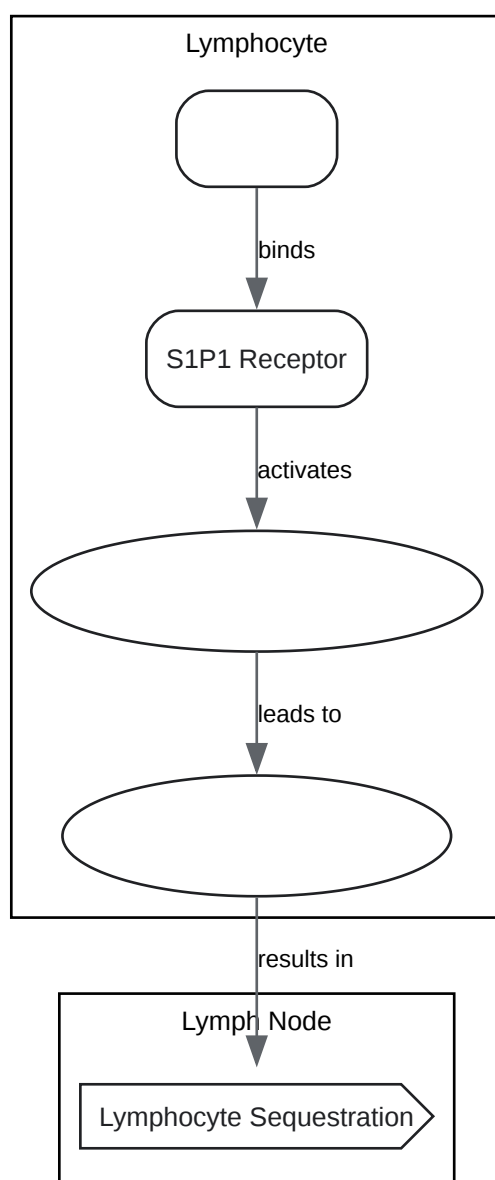 Lymphocyte
binds
S1P1 Receptor
activates
leads to
results in
Lymph Node
Lymphocyte Sequestration